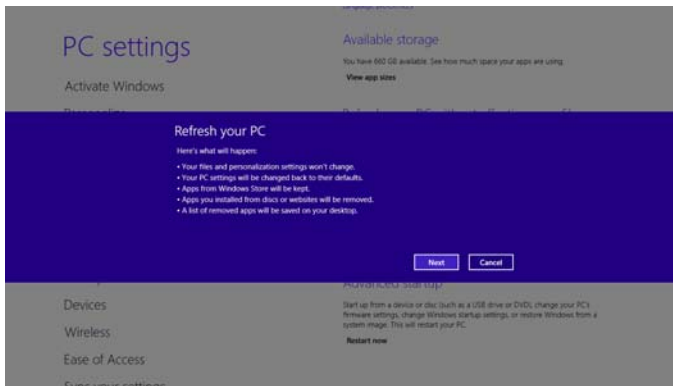 PC settings
Activate Windows
Available storage
You have 660 GB available. See how much space your apps are using.
View app sizes
Refresh your PC
Here's what will happen:
• Your files and personalization settings won't change.
• Your PC settings will be changed back to their defaults.
• Apps from Windows Store will be kept.
• Apps you installed from discs or websites will be removed.
• A list of removed apps will be saved on your desktop.
Next
Cancel
Devices
Wireless
Ease of Access
Advanced startup
Start up from a device or disc (such as a USB drive or DVD), change your PC's
firmware settings, change Windows startup settings, or restore Windows from a
system image. This will restart your PC.
Restart now